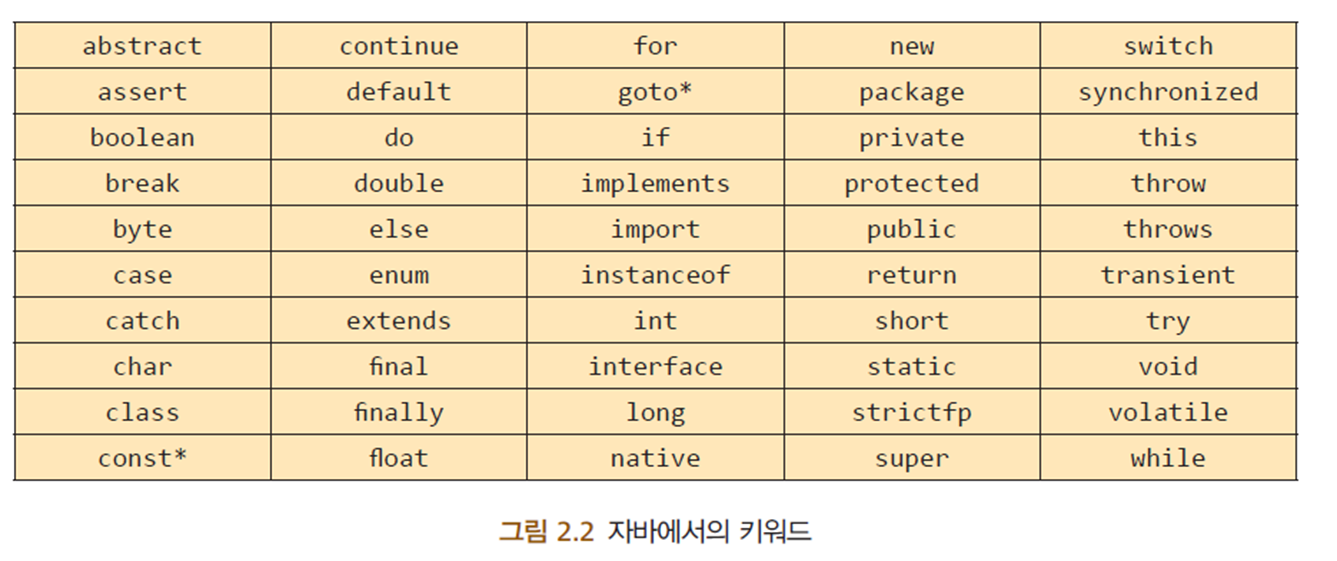 abstract continue for new switch
assert default goto* package synchronized
boolean do if private this
break double implements protected throw
byte else import public throws
case enum instanceof return transient
catch extends int short try
char final interface static void
class finally long strictfp volatile
const* float native super while
그림 2.2 자바에서의 키워드